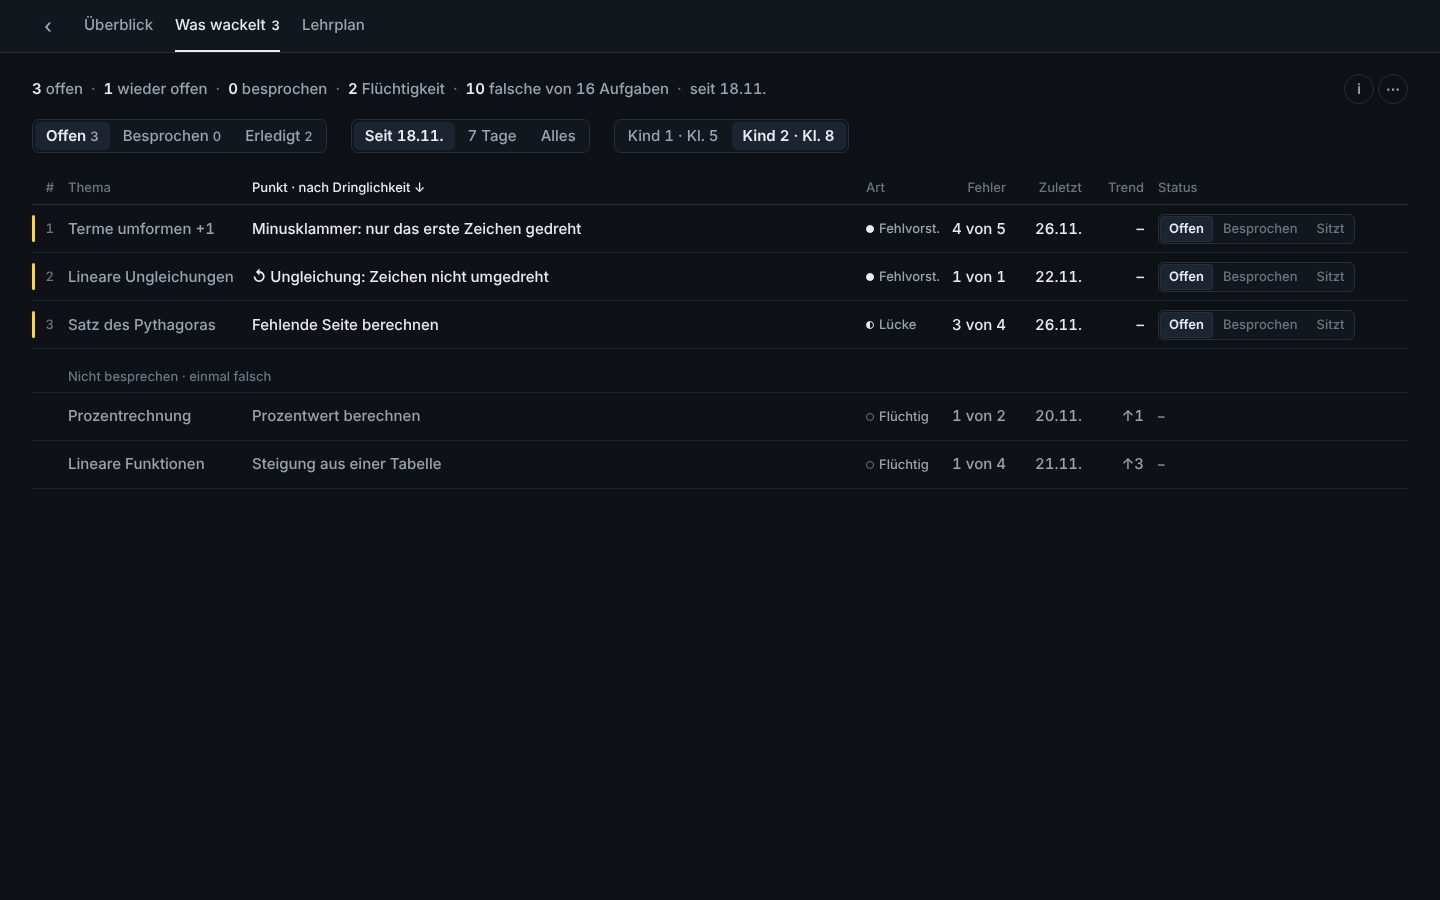 ‹ Überblick Was wackelt 3 Lehrplan
3 offen · 1 wieder offen · 0 besprochen · 2 Flüchtigkeit · 10 falsche von 16 Aufgaben · seit 18.11. i ···
Offen 3 Besprochen 0 Erledigt 2 Seit 18.11. 7 Tage Alles Kind 1 · Kl. 5 Kind 2 · Kl. 8
# Thema Punkt · nach Dringlichkeit ↓ Art Fehler Zuletzt Trend Status
1 Terme umformen +1 Minusklammer: nur das erste Zeichen gedreht ● Fehlvorst. 4 von 5 26.11. – Offen Besprochen Sitzt
2 Lineare Ungleichungen ↺ Ungleichung: Zeichen nicht umgedreht ● Fehlvorst. 1 von 1 22.11. – Offen Besprochen Sitzt
3 Satz des Pythagoras Fehlende Seite berechnen ◐ Lücke 3 von 4 26.11. – Offen Besprochen Sitzt
Nicht besprechen · einmal falsch
Prozentrechnung Prozentwert berechnen ○ Flüchtig 1 von 2 20.11. ↑1 –
Lineare Funktionen Steigung aus einer Tabelle ○ Flüchtig 1 von 4 21.11. ↑3 –